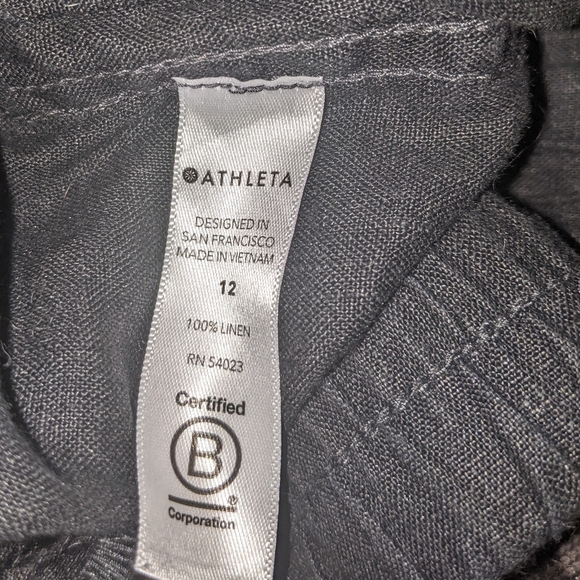 ATHLETA
DESIGNED IN
SAN FRANCISCO
MADE IN VIETNAM
12
100% LINEN
RN 54023
Certified
B
®
Corporation